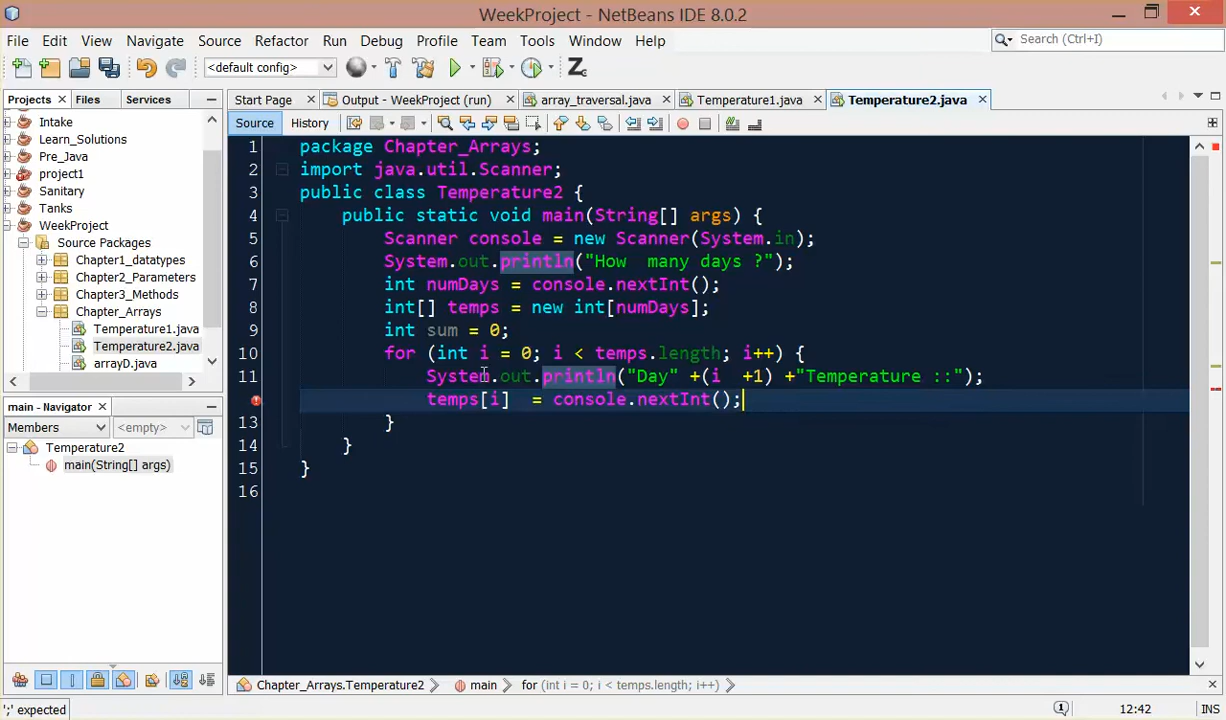 WeekProject - NetBeans IDE 8.0.2
File Edit View Navigate Source Refactor Run Debug Profile Team Tools Window Help
Search (Ctrl+I)
<default config>
Projects Files Services
Start Page Output - WeekProject (run) array_traversal.java Temperature1.java Temperature2.java
Source History
Intake
Learn_Solutions
Pre_Java
project1
Sanitary
Tanks
WeekProject
Source Packages
Chapter1_datatypes
Chapter2_Parameters
Chapter3_Methods
Chapter_Arrays
Temperature1.java
Temperature2.java
arrayD.java
main - Navigator
Members <empty>
Temperature2
main(String[] args)
1 package Chapter_Arrays;
2 import java.util.Scanner;
3 public class Temperature2 {
4 public static void main(String[] args) {
5 Scanner console = new Scanner(System.in);
6 System.out.println("How  many days ?");
7 int numDays = console.nextInt();
8 int[] temps = new int[numDays];
9 int sum = 0;
10 for (int i = 0; i < temps.length; i++) {
11 System.out.println("Day" +(i  +1) +"Temperature ::");
temps[i]  = console.nextInt();
13 }
14 }
15 }
16
Chapter_Arrays.Temperature2 main for (int i = 0; i < temps.length; i++)
';' expected
12:42 INS